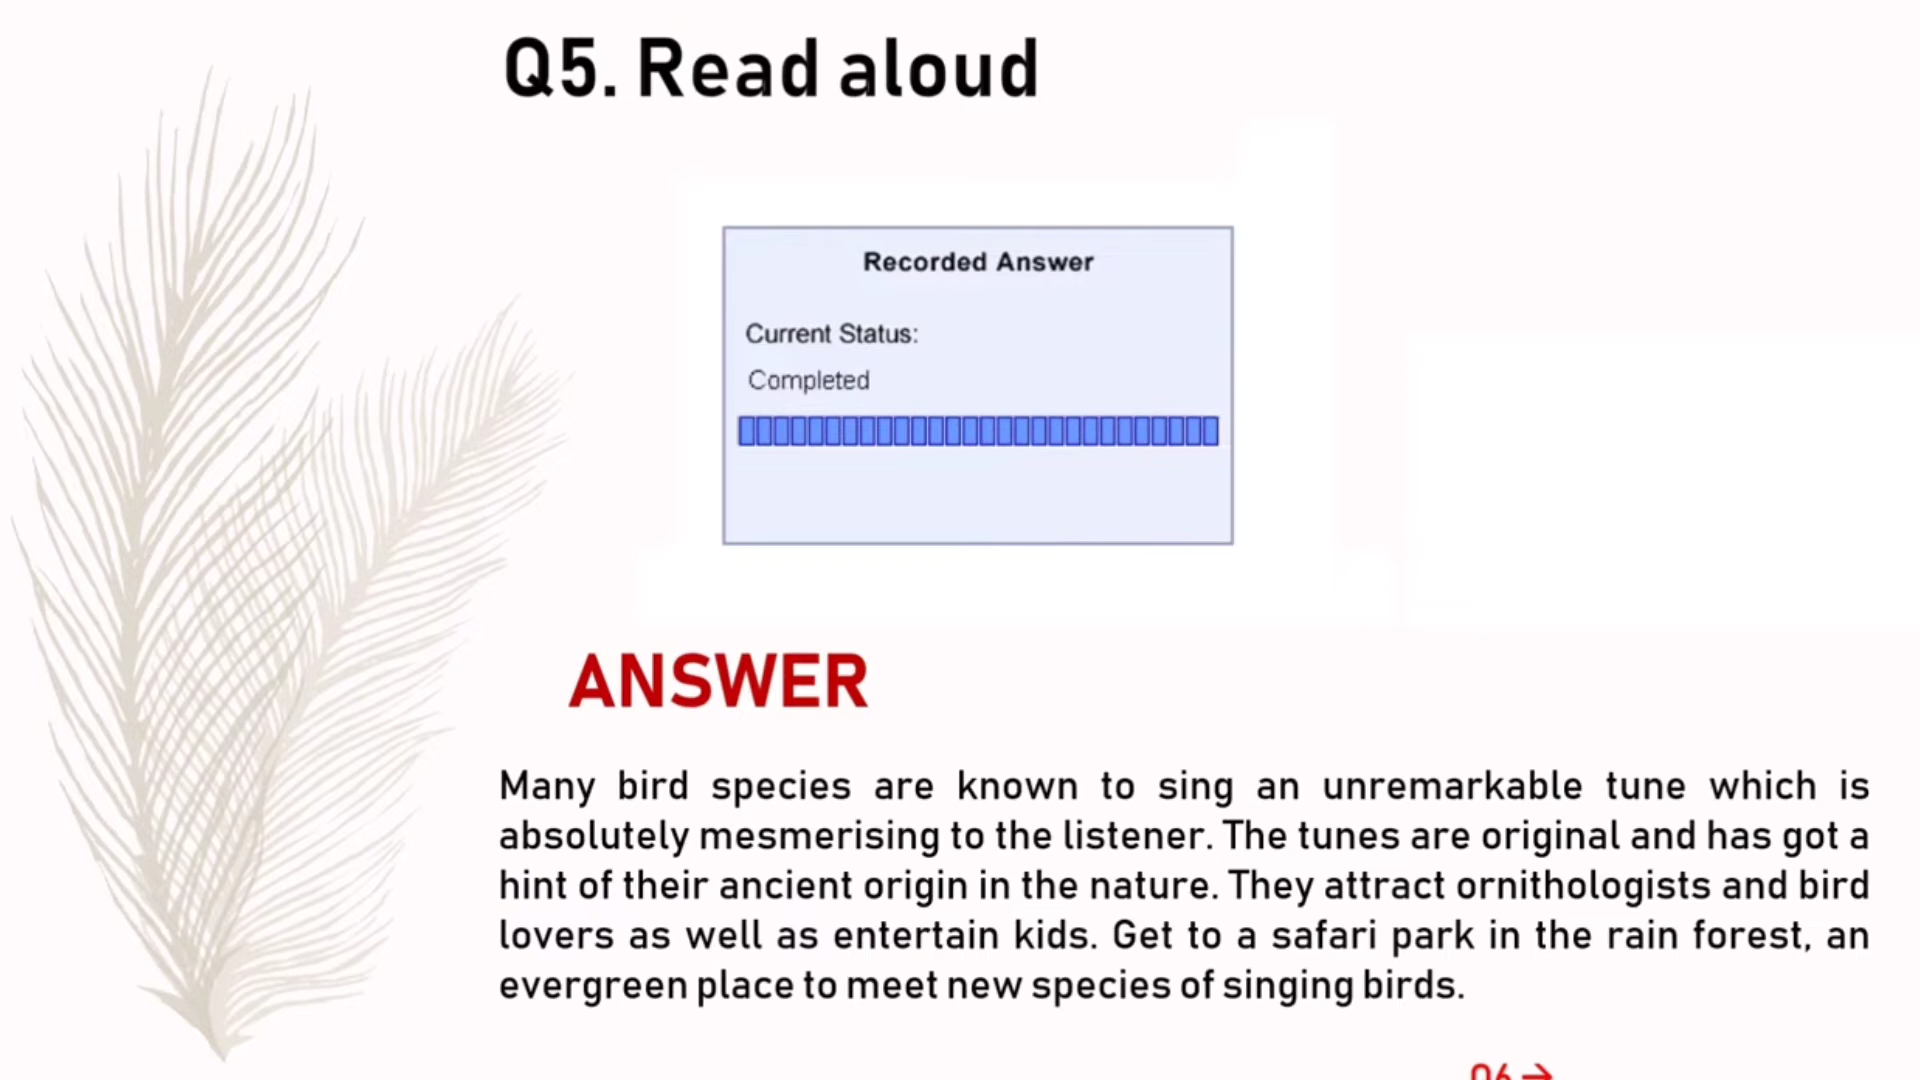 Q5. Read aloud
Recorded Answer
Current Status:
Completed
ANSWER
Many bird species are known to sing an unremarkable tune which is
absolutely mesmerising to the listener. The tunes are original and has got a
hint of their ancient origin in the nature. They attract ornithologists and bird
lovers as well as entertain kids. Get to a safari park in the rain forest, an
evergreen place to meet new species of singing birds.